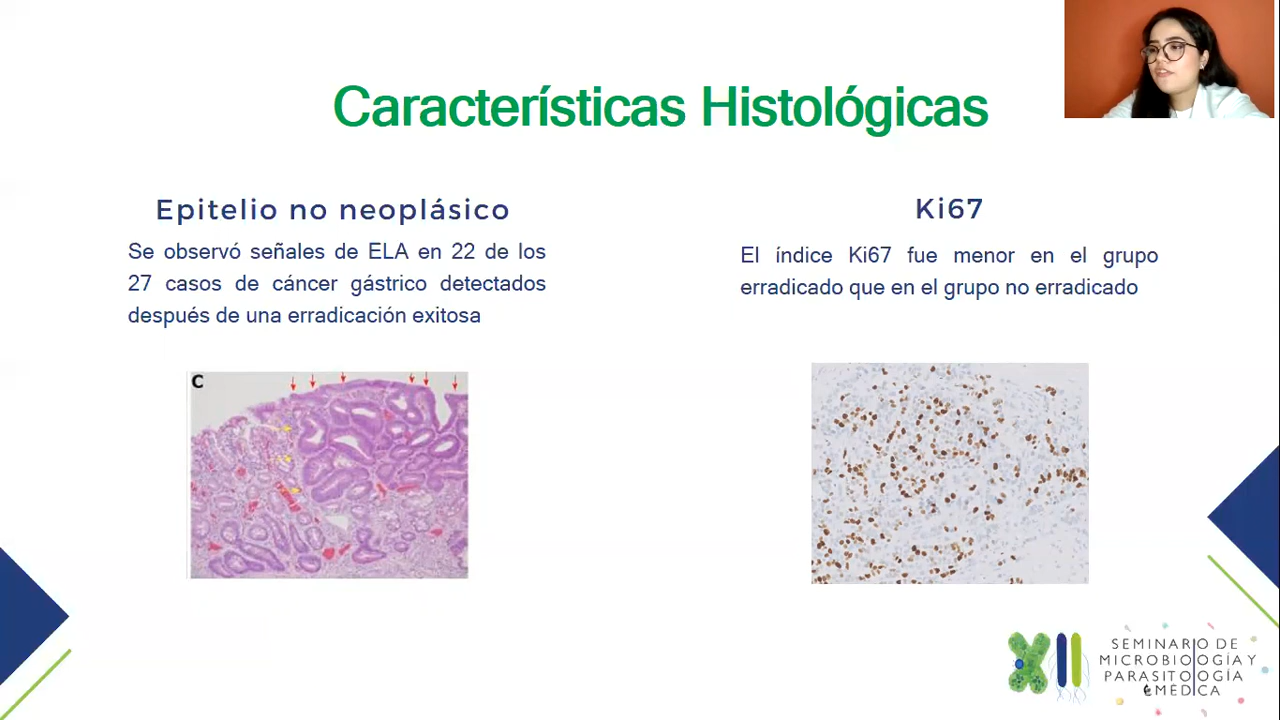 Características Histológicas
Epitelio no neoplásico
Se observó señales de ELA en 22 de los
27 casos de cáncer gástrico detectados
después de una erradicación exitosa
Ki67
El índice Ki67 fue menor en el grupo
erradicado que en el grupo no erradicado
C
XII
SEMINARIO DE
MICROBIOLOGÍA Y
PARASITOLOGÍA
MÉDICA